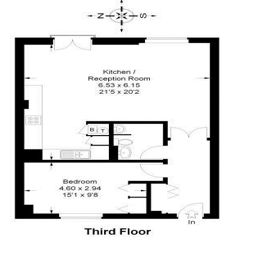 N S
Kitchen /
Reception Room
6.53 x 6.15
21'5 x 20'2
B T
Bedroom
4.60 x 2.94
15'1 x 9'8
In
Third Floor